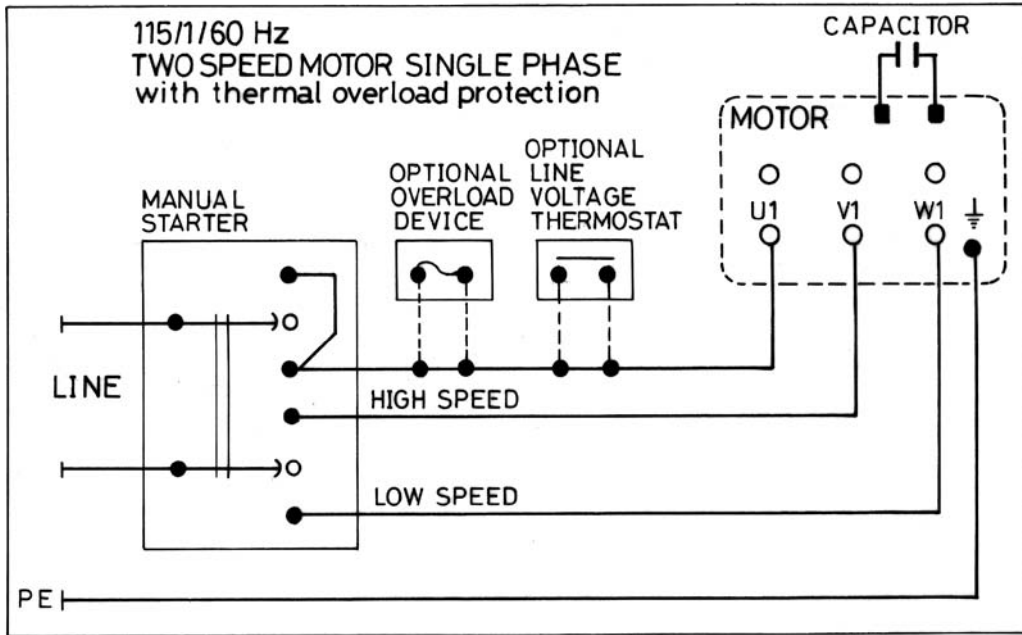 115/1/60 Hz
TWO SPEED MOTOR SINGLE PHASE
with thermal overload protection
CAPACITOR
MOTOR
OPTIONAL
OVERLOAD
DEVICE
OPTIONAL
LINE
VOLTAGE
THERMOSTAT
MANUAL
STARTER
U1
V1
W1
LINE
HIGH SPEED
LOW SPEED
PE